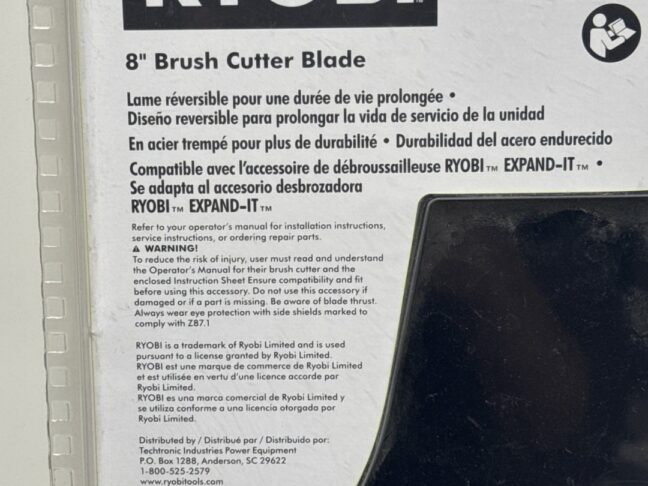 RYOBI
8" Brush Cutter Blade
Lame réversible pour une durée de vie prolongée •
Diseño reversible para prolongar la vida de servicio de la unidad
En acier trempé pour plus de durabilité • Durabilidad del acero endurecido
Compatible avec l'accessoire de débroussailleuse RYOBI™ EXPAND-IT™ •
Se adapta al accesorio desbrozadora
RYOBI™ EXPAND-IT™
Refer to your operator's manual for installation instructions,
service instructions, or ordering repair parts.
⚠ WARNING!
To reduce the risk of injury, user must read and understand
the Operator's Manual for their brush cutter and the
enclosed Instruction Sheet Ensure compatibility and fit
before using this accessory. Do not use this accessory if
damaged or if a part is missing. Be aware of blade thrust.
Always wear eye protection with side shields marked to
comply with Z87.1
RYOBI is a trademark of Ryobi Limited and is used
pursuant to a license granted by Ryobi Limited.
RYOBI est une marque de commerce de Ryobi Limited
et est utilisée en vertu d'une licence accorde par
Ryobi Limited.
RYOBI es una marca comercial de Ryobi Limited y
se utiliza conforme a una licencia otorgada por
Ryobi Limited.
Distributed by / Distribué par / Distribuido por:
Techtronic Industries Power Equipment
P.O. Box 1288, Anderson, SC 29622
1-800-525-2579
www.ryobitools.com